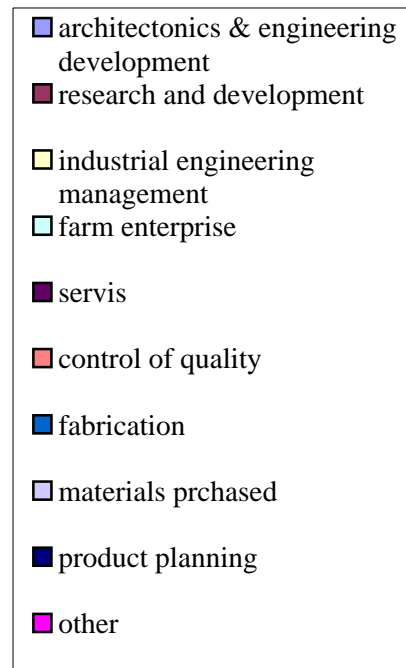 architectonics & engineering
development
research and development
industrial engineering
management
farm enterprise
servis
control of quality
fabrication
materials prchased
product planning
other